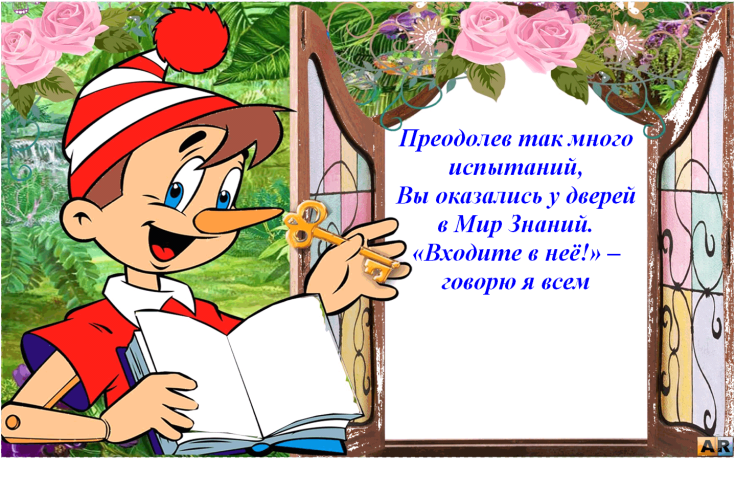 Преодолев так много
испытаний,
Вы оказались у дверей
в Мир Знаний.
«Входите в неё!» –
говорю я всем
AR